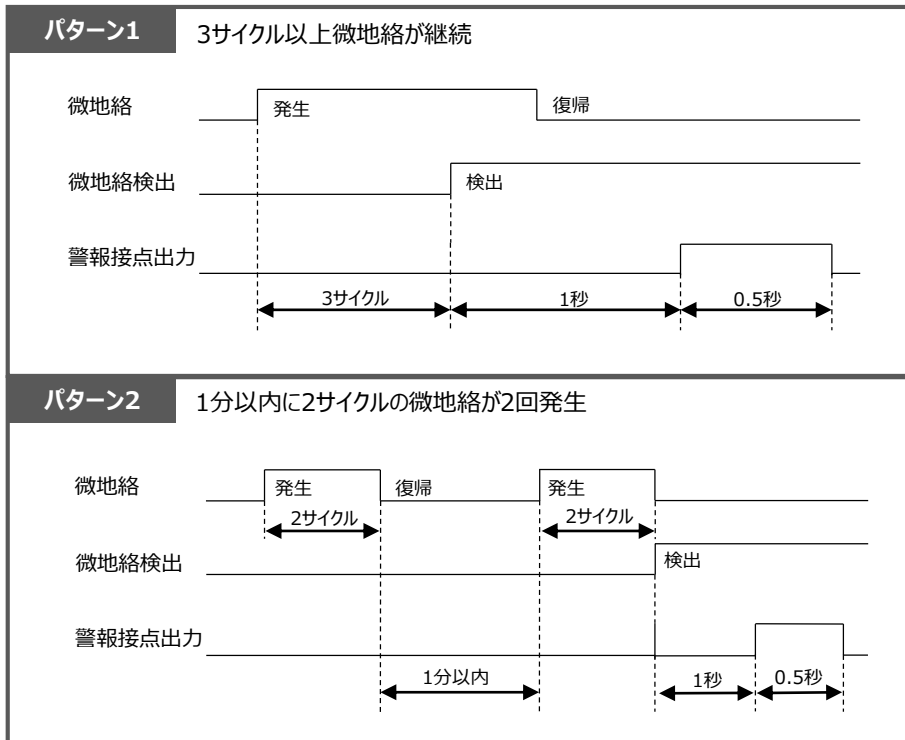 パターン1 3サイクル以上微地絡が継続
微地絡 発生 復帰
微地絡検出 検出
警報接点出力
3サイクル 1秒 0.5秒
パターン2 1分以内に2サイクルの微地絡が2回発生
微地絡 発生 復帰 発生
2サイクル 2サイクル
微地絡検出 検出
警報接点出力
1分以内 1秒 0.5秒